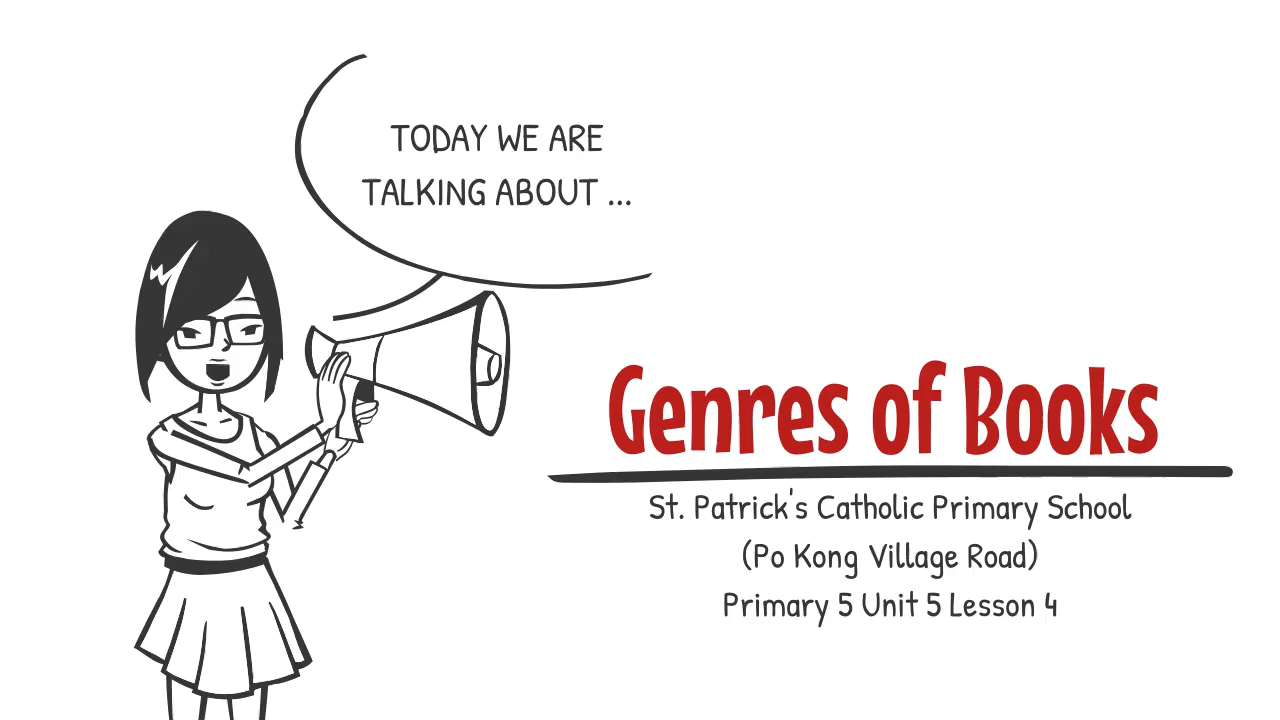 TODAY WE ARE
TALKING ABOUT ...
Genres of Books
St. Patrick's Catholic Primary School
(Po Kong Village Road)
Primary 5 Unit 5 Lesson 4